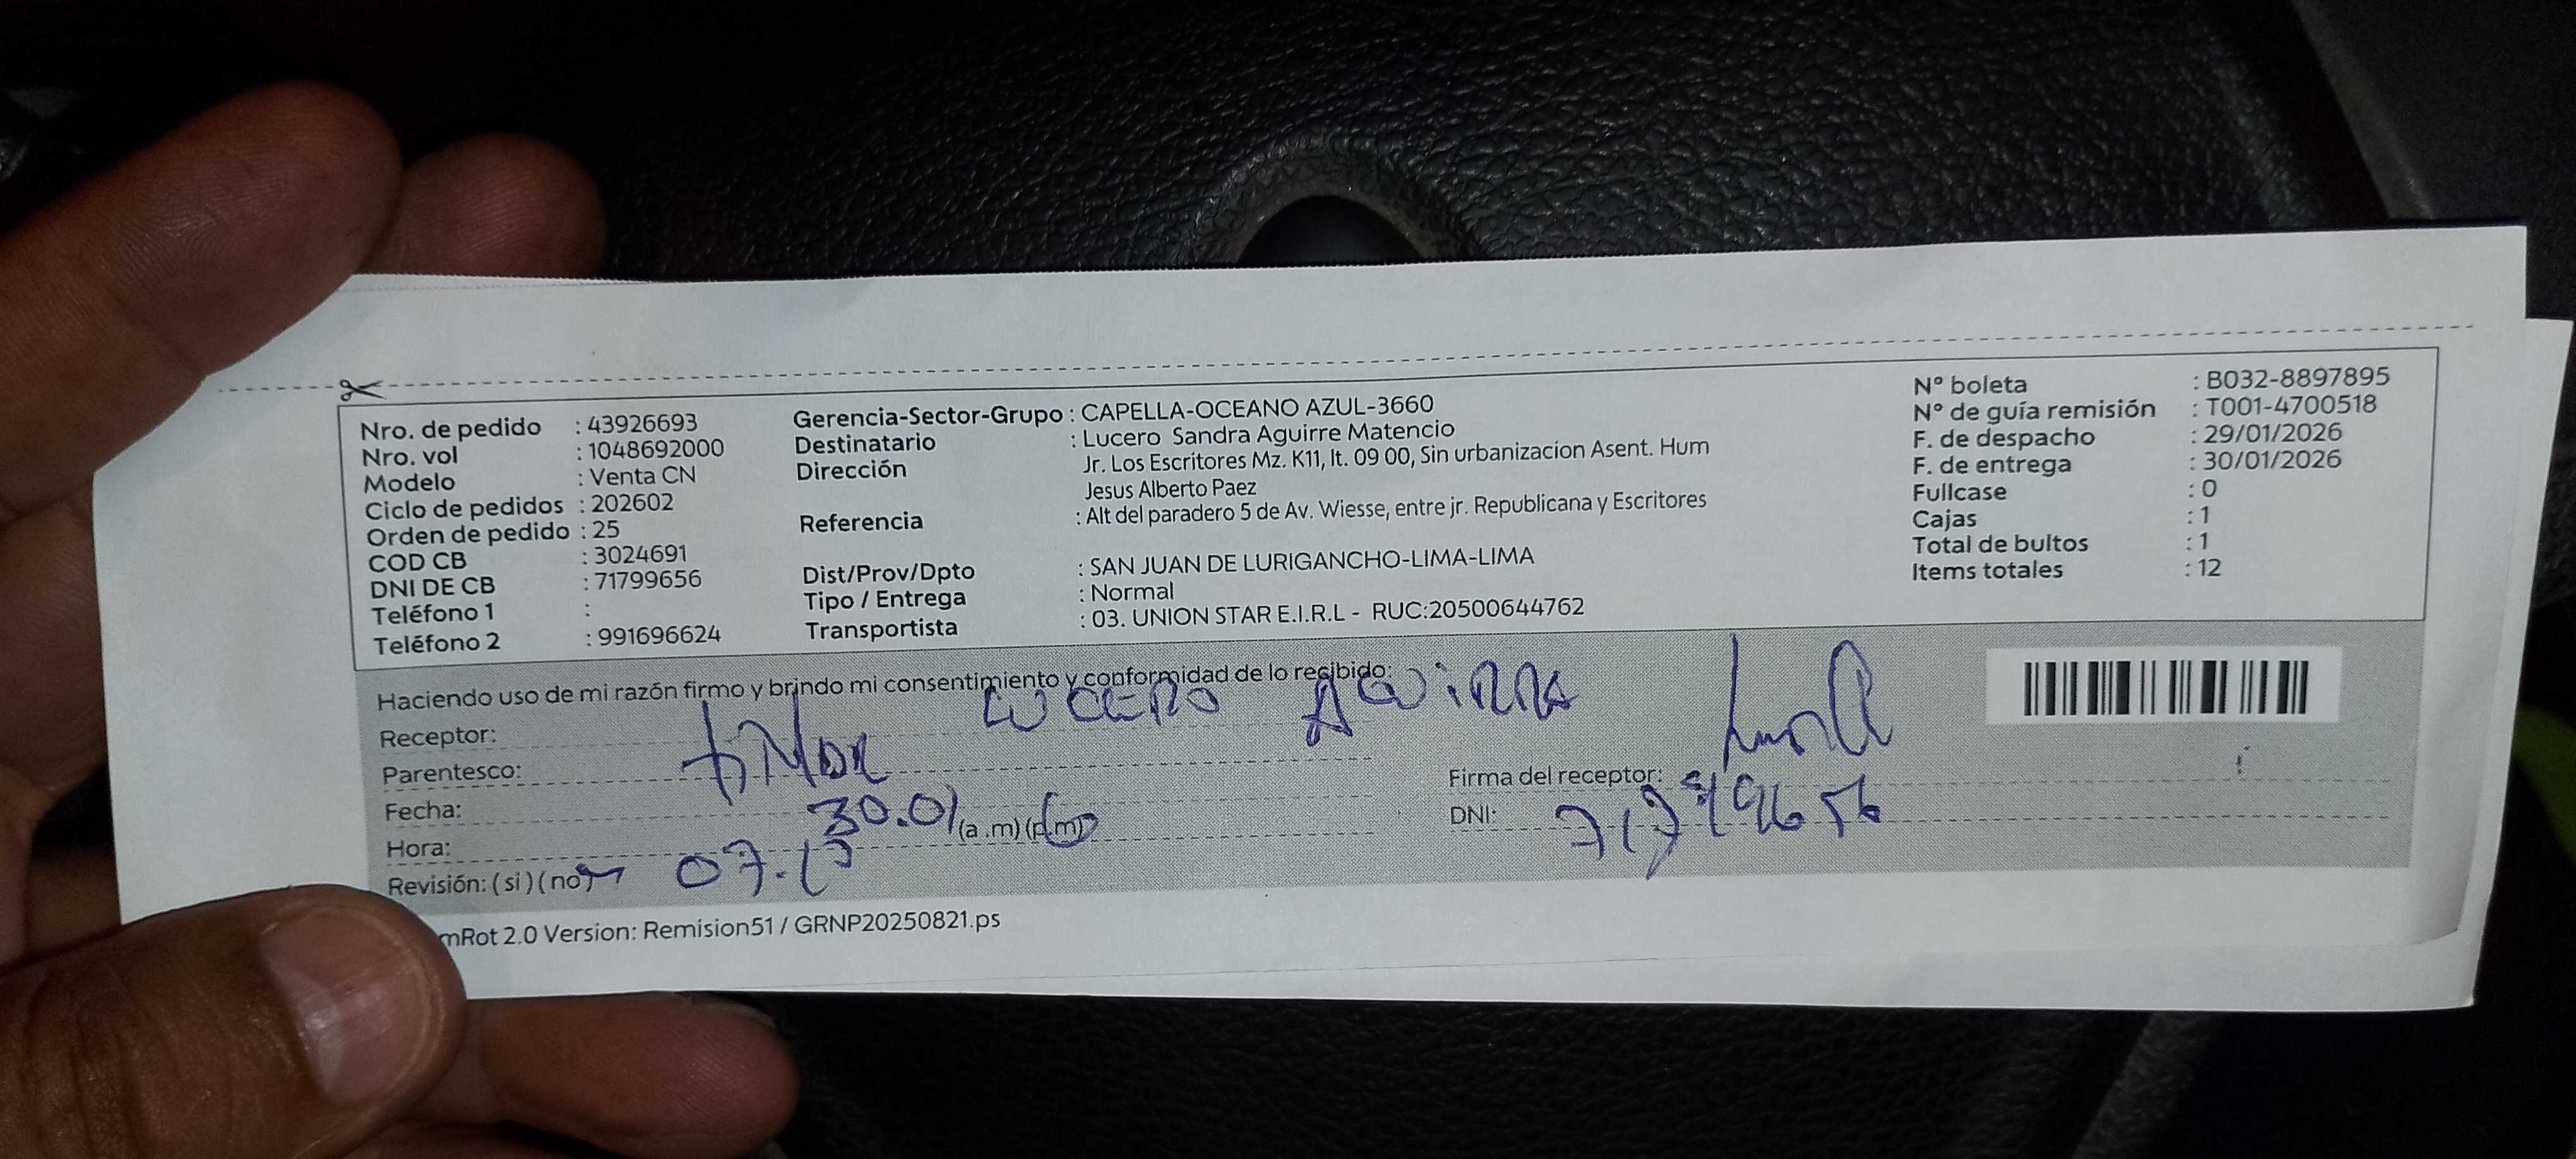 Nro. de pedido : 43926693
Nro. vol : 1048692000
Modelo : Venta CN
Ciclo de pedidos : 202602
Orden de pedido : 25
COD CB : 3024691
DNI DE CB : 71799656
Teléfono 1 :
Teléfono 2 : 991696624
Gerencia-Sector-Grupo : CAPELLA-OCEANO AZUL-3660
Destinatario : Lucero Sandra Aguirre Matencio
Dirección Jr. Los Escritores Mz. K11, lt. 09 00, Sin urbanizacion Asent. Hum
Jesus Alberto Paez
Referencia : Alt del paradero 5 de Av. Wiesse, entre jr. Republicana y Escritores
Dist/Prov/Dpto : SAN JUAN DE LURIGANCHO-LIMA-LIMA
Tipo / Entrega : Normal
Transportista : 03. UNION STAR E.I.R.L - RUC:20500644762
N° boleta : B032-8897895
N° de guía remisión : T001-4700518
F. de despacho : 29/01/2026
F. de entrega : 30/01/2026
Fullcase : 0
Cajas : 1
Total de bultos : 1
Items totales : 12
Haciendo uso de mi razón firmo y brindo mi consentimiento y conformidad de lo recibido:
Receptor:
Parentesco:
Fecha: 30.01
Hora: (a.m) (p.m)
Revisión: (si) (no) 07.
Firma del receptor:
DNI:
mRot 2.0 Version: Remision51 / GRNP20250821.ps